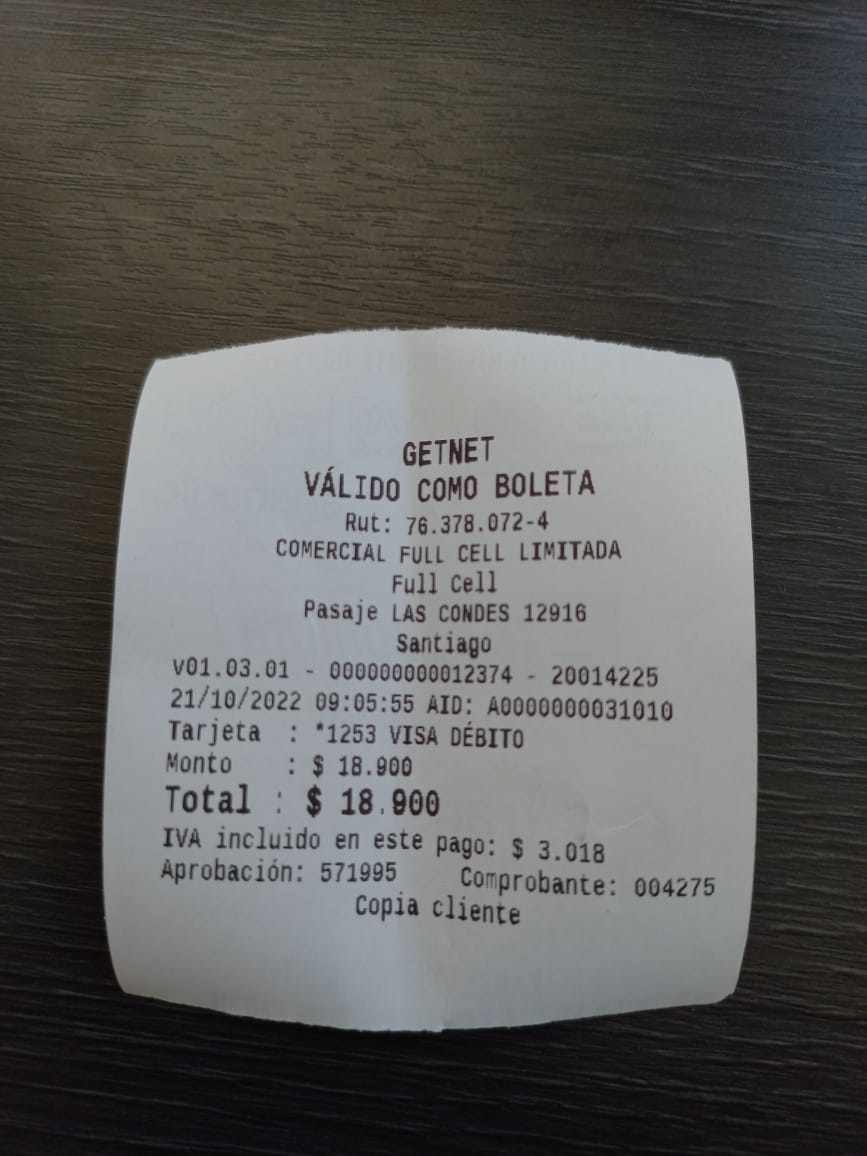 GETNET
VÁLIDO COMO BOLETA
Rut: 76.378.072-4
COMERCIAL FULL CELL LIMITADA
Full Cell
Pasaje LAS CONDES 12916
Santiago
v01.03.01 - 000000000012374 - 20014225
21/10/2022 09:05:55 AID: A0000000031010
Tarjeta : *1253 VISA DÉBITO
Monto : $ 18.900
Total : $ 18.900
IVA incluido en este pago: $ 3.018
Aprobación: 571995 Comprobante: 004275
Copia cliente